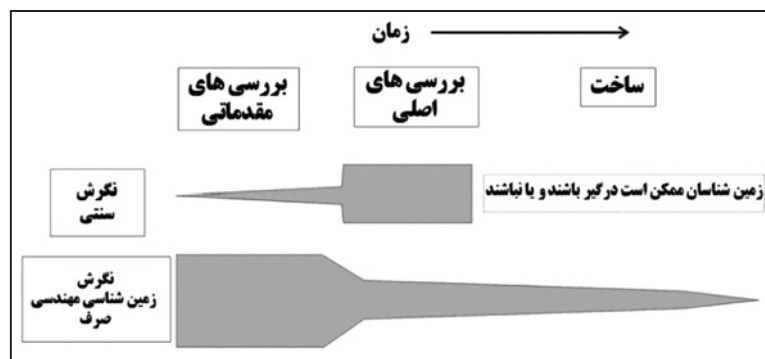 زمان
بررسی های
مقدماتی
بررسی های
اصلی
ساخت
نگرش
سنتی
زمین شناسان ممکن است درگیر باشند و یا نباشند
نگرش
زمین شناسی مهندسی
صرف